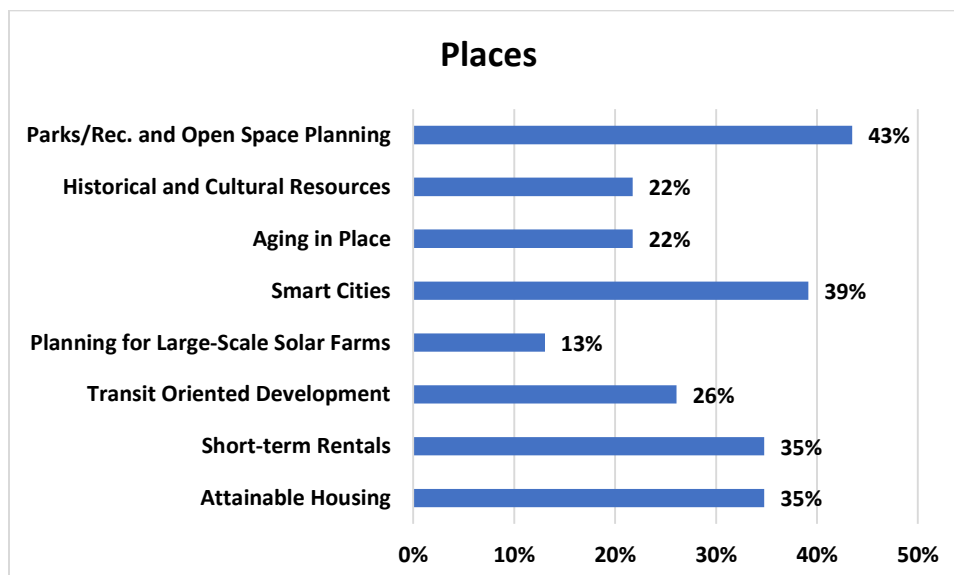 Places
Parks/Rec. and Open Space Planning 43%
Historical and Cultural Resources 22%
Aging in Place 22%
Smart Cities 39%
Planning for Large-Scale Solar Farms 13%
Transit Oriented Development 26%
Short-term Rentals 35%
Attainable Housing 35%
0% 10% 20% 30% 40% 50%